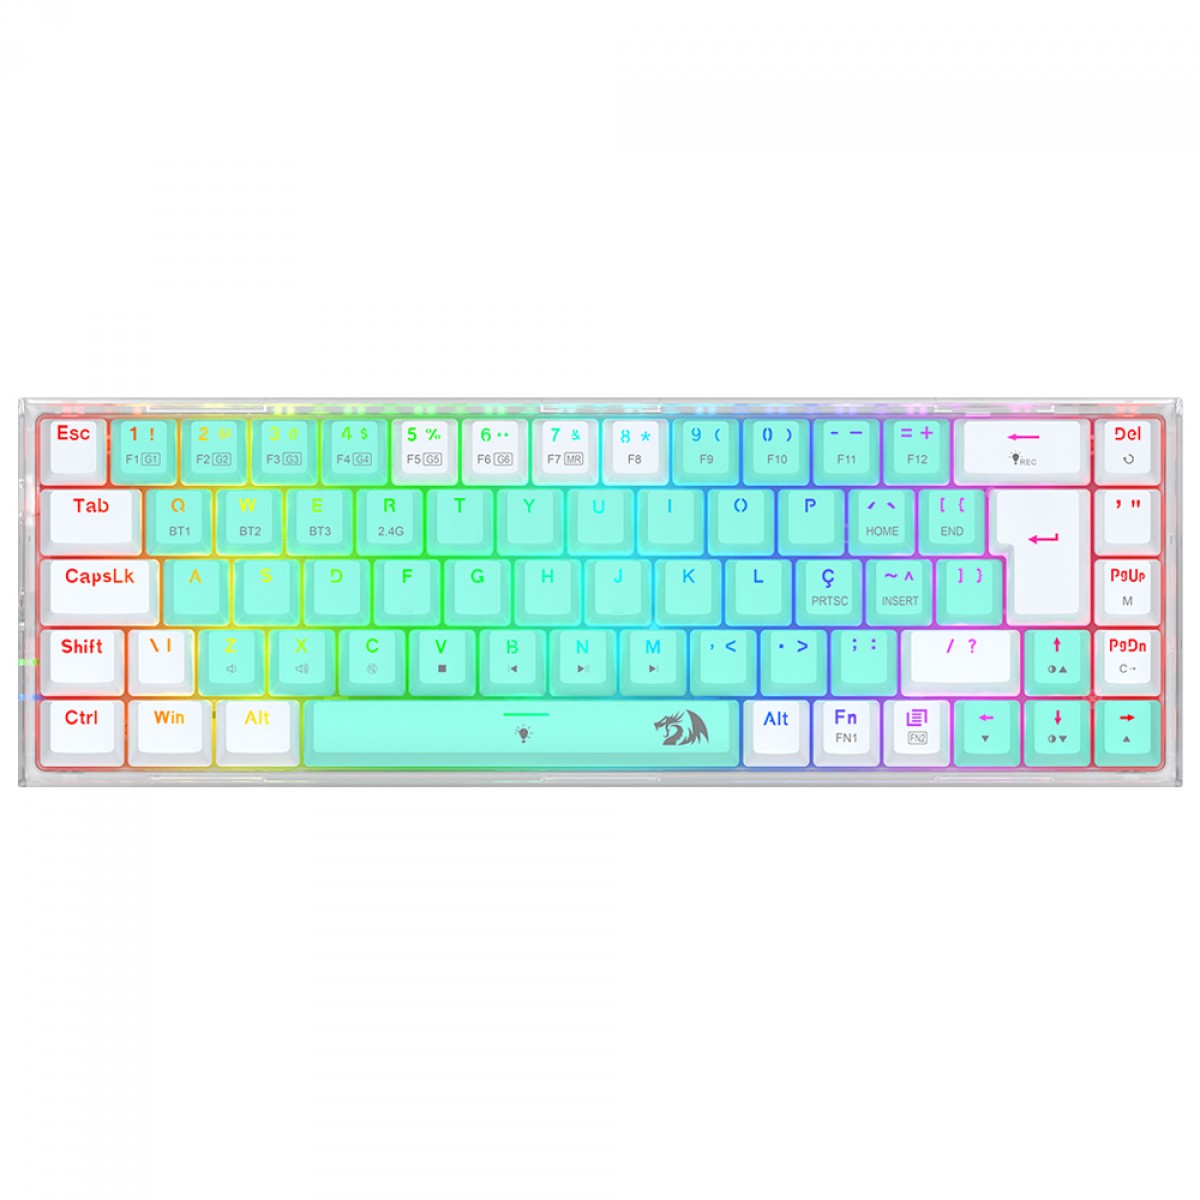 Esc 1 ! 2 @ 3 # 4 $ 5 % 6 ¨ 7 & 8 * 9 ( 0 ) - _ = + ← Del
F1 G1 F2 G2 F3 G3 F4 G4 F5 G5 F6 G6 F7 MR F8 F9 F10 F11 F12 REC
Tab Q W E R T Y U I O P ´ ` [ { ' "
BT1 BT2 BT3 2.4G HOME END
CapsLk A S D F G H J K L Ç ~ ^ ] } PgUp
PRTSC INSERT M
Shift \ | Z X C V B N M , < . > ; : / ? ↑ PgDn
C→
Ctrl Win Alt Alt Fn ← ↓ →
FN1 FN2